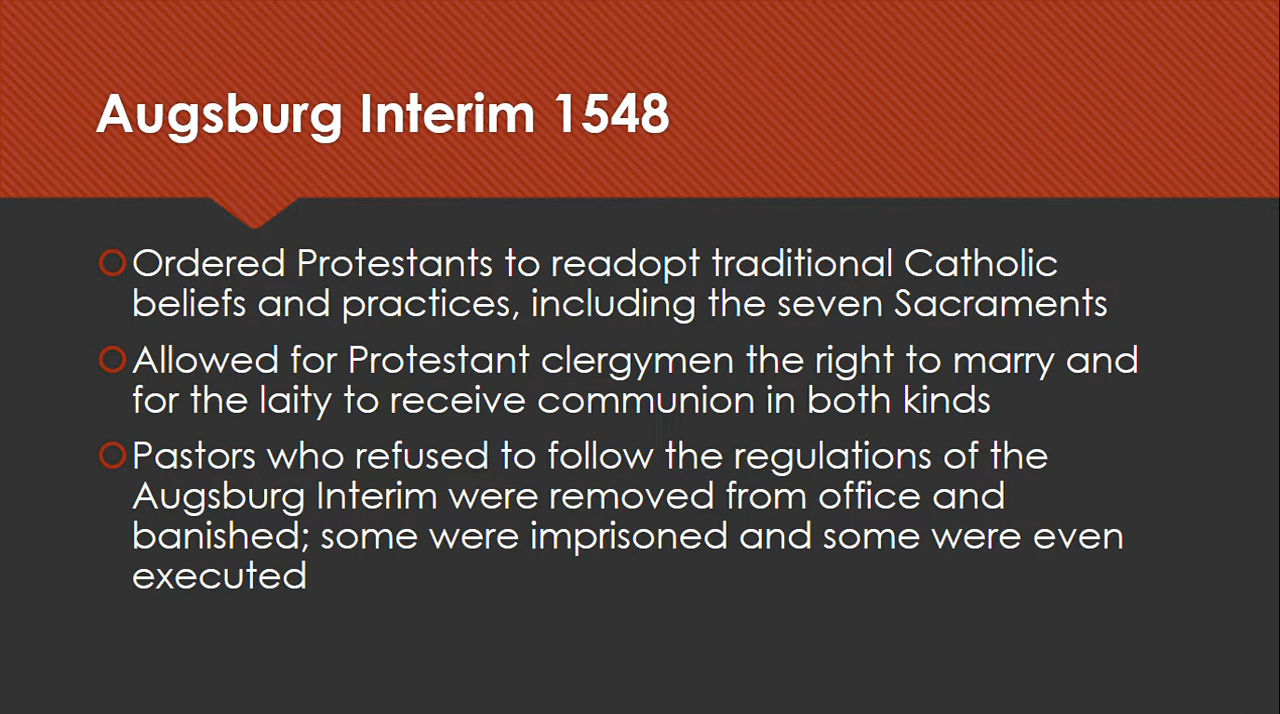 Augsburg Interim 1548
Ordered Protestants to readopt traditional Catholic
beliefs and practices, including the seven Sacraments
Allowed for Protestant clergymen the right to marry and
for the laity to receive communion in both kinds
Pastors who refused to follow the regulations of the
Augsburg Interim were removed from office and
banished; some were imprisoned and some were even
executed